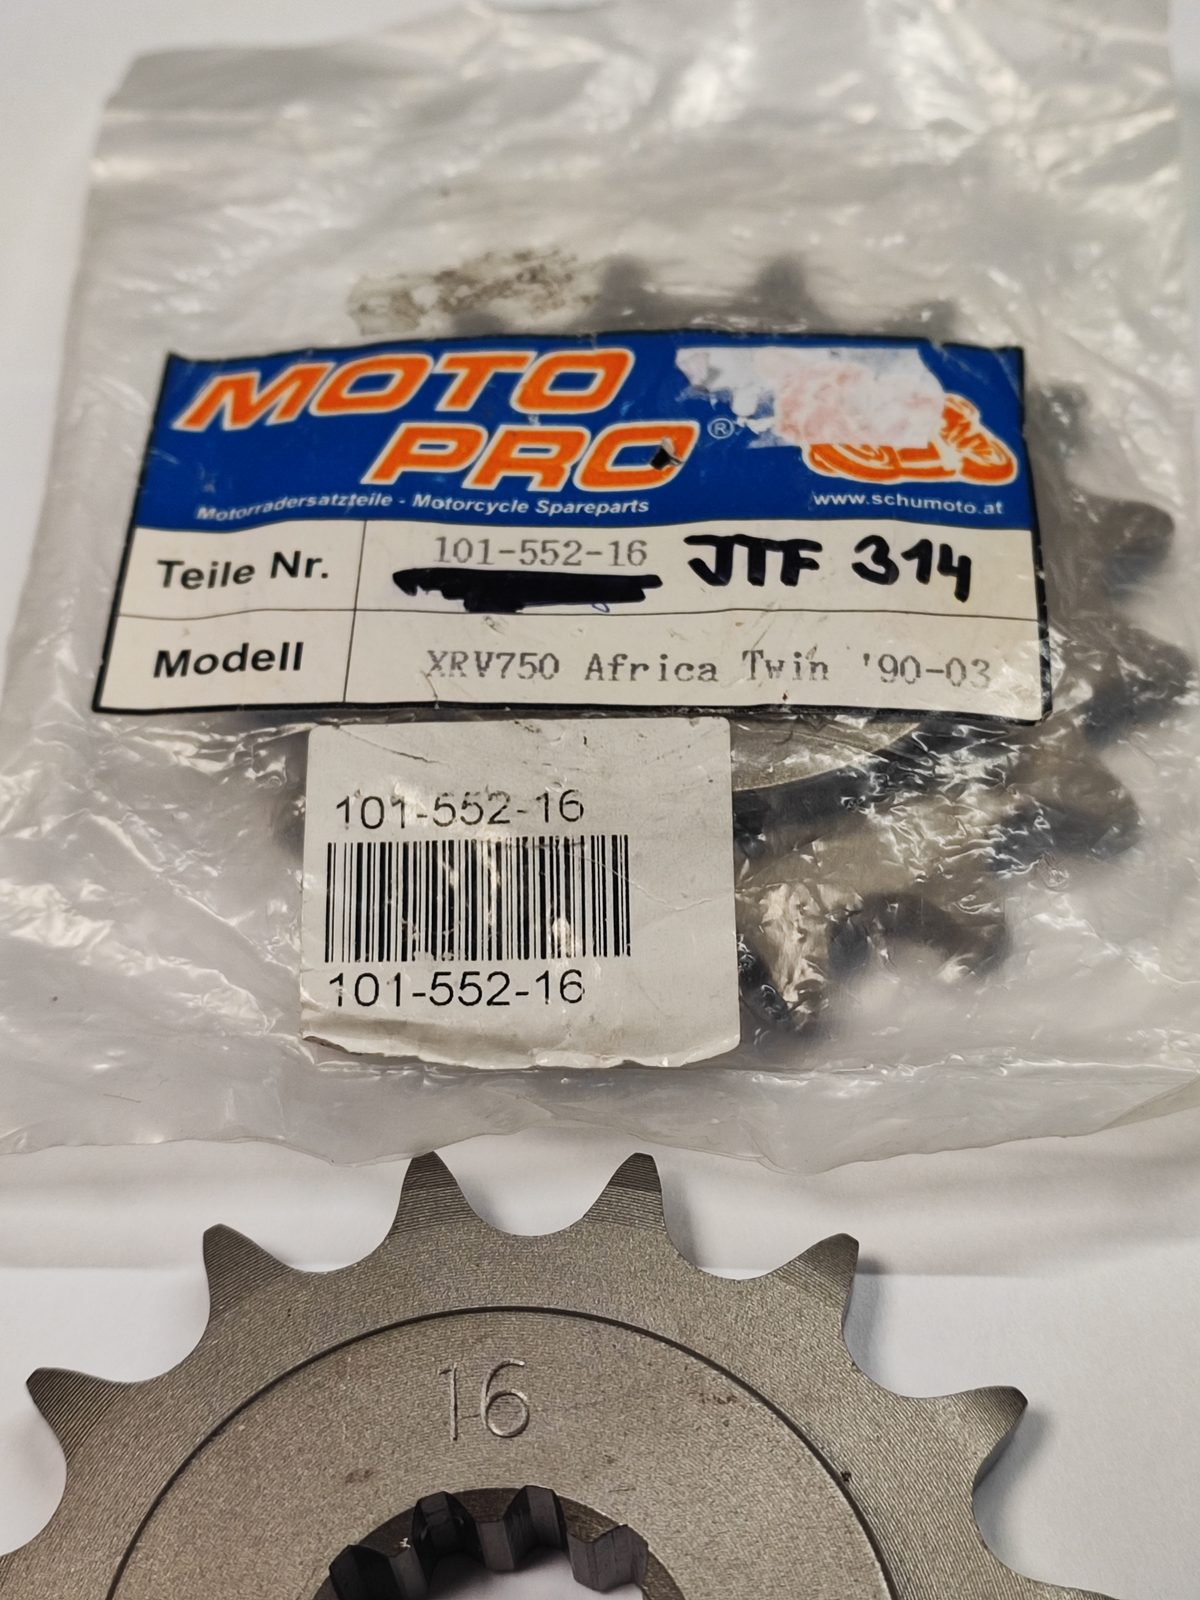 MOTO
PRO®
Motorradersatzteile - Motorcycle Spareparts
www.schumoto.at
Teile Nr. 101-552-16 JTF 314
Modell XRV750 Africa Twin '90-03
101-552-16
101-552-16
16